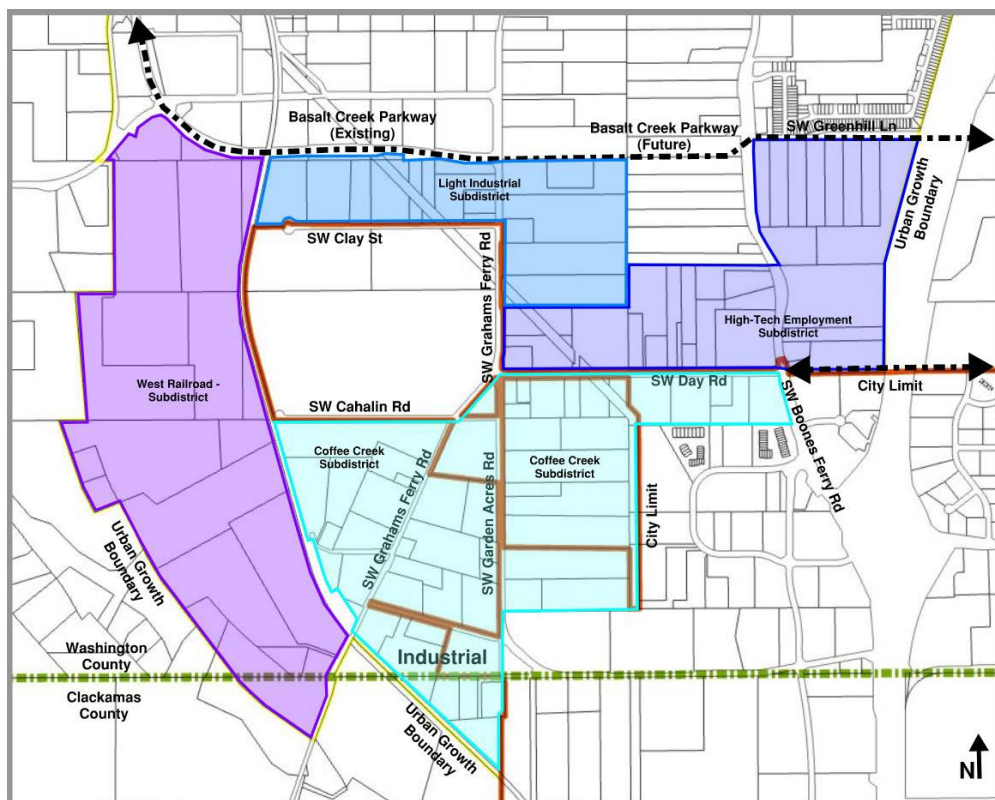 Basalt Creek Parkway
(Existing)
Basalt Creek Parkway
(Future)
SW Greenhill Ln
Urban Growth
Boundary
Light Industrial
Subdistrict
SW Clay St
SW Grahams Ferry Rd
High-Tech Employment
Subdistrict
West Railroad -
Subdistrict
SW Cahalin Rd
SW Day Rd
City Limit
SW Boones Ferry Rd
Coffee Creek
Subdistrict
SW Grahams Ferry Rd
SW Garden Acres Rd
Coffee Creek
Subdistrict
City Limit
Urban Growth
Boundary
Washington
County
Industrial
Clackamas
County
Urban Growth
Boundary
N